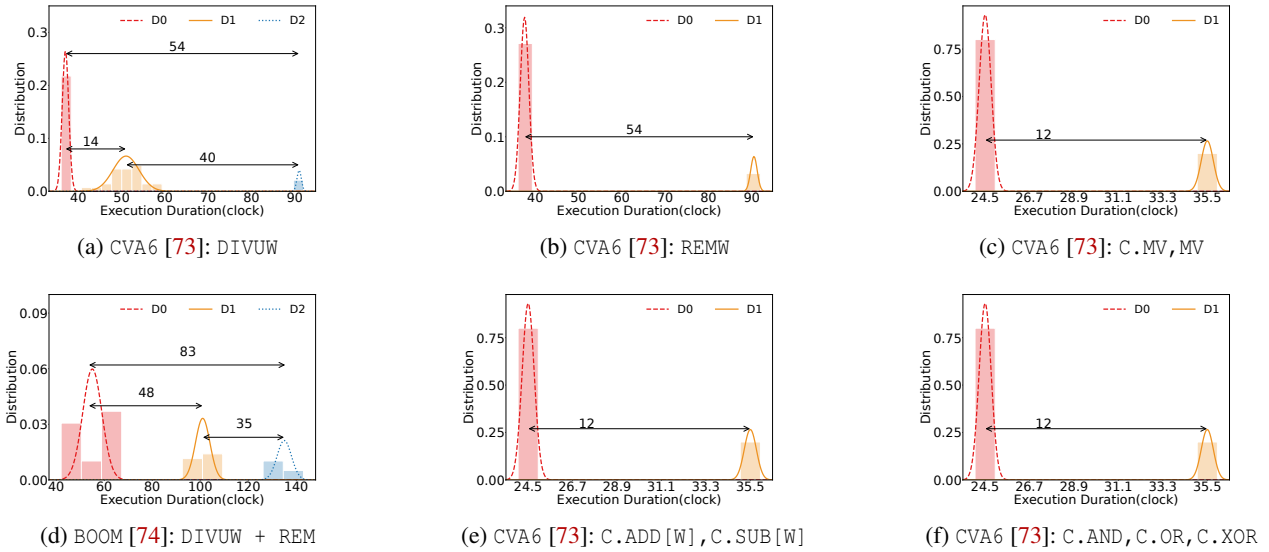 D0 D1 D2
0.3
54
0.2
Distribution
14
0.1
40
0.0
40 50 60 70 80 90
Execution Duration(clock)
(a) CVA6 [73]: DIVUW
D0 D1
0.3
0.2
Distribution
54
0.1
0.0
40 50 60 70 80 90
Execution Duration(clock)
(b) CVA6 [73]: REMW
D0 D1
0.75
0.50
Distribution
12
0.25
0.00
24.5 26.7 28.9 31.1 33.3 35.5
Execution Duration(clock)
(c) CVA6 [73]: C.MV,MV
D0 D1 D2
0.09
83
0.06
Distribution
48
0.03
35
0.00
40 60 80 100 120 140
Execution Duration(clock)
(d) BOOM [74]: DIVUW + REM
D0 D1
0.75
0.50
Distribution
12
0.25
0.00
24.5 26.7 28.9 31.1 33.3 35.5
Execution Duration(clock)
(e) CVA6 [73]: C.ADD[W],C.SUB[W]
D0 D1
0.75
0.50
Distribution
12
0.25
0.00
24.5 26.7 28.9 31.1 33.3 35.5
Execution Duration(clock)
(f) CVA6 [73]: C.AND,C.OR,C.XOR